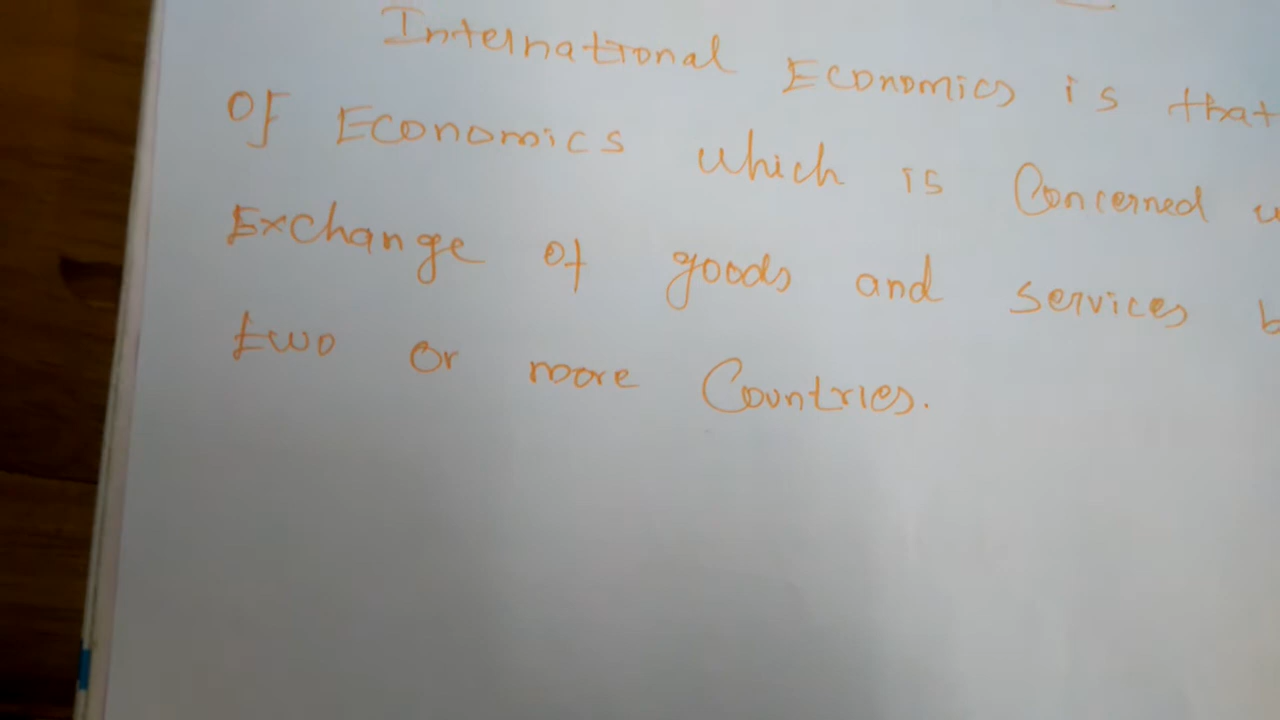 International Economics is that
Of Economics which is Concerned
Exchange of goods and services
two or more Countries.